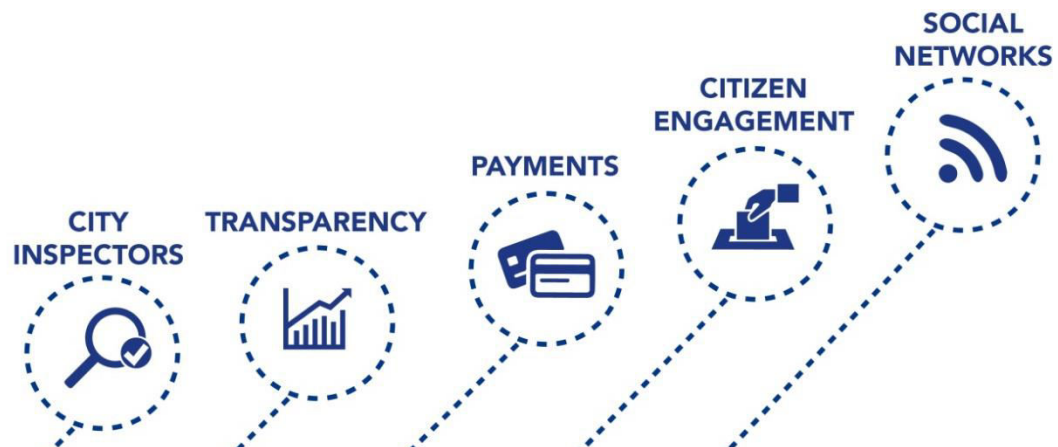 CITY
INSPECTORS
TRANSPARENCY
PAYMENTS
CITIZEN
ENGAGEMENT
SOCIAL
NETWORKS